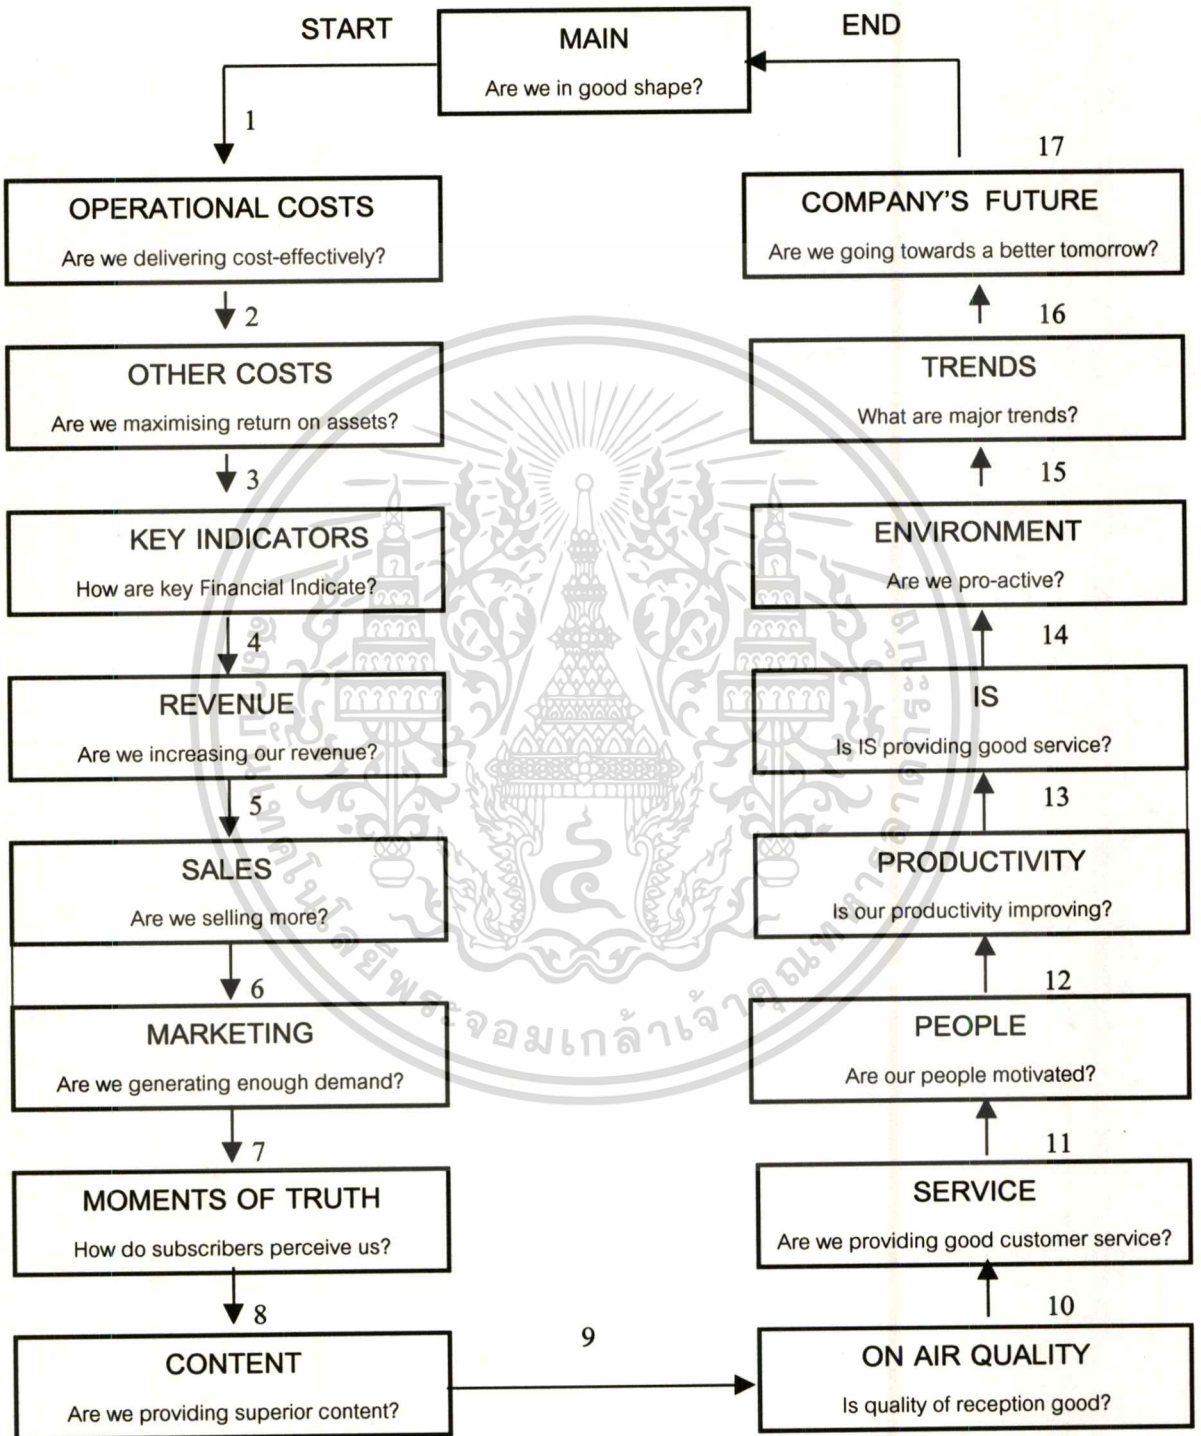 START
MAIN
Are we in good shape?
END
1
OPERATIONAL COSTS
Are we delivering cost-effectively?
2
OTHER COSTS
Are we maximising return on assets?
3
KEY INDICATORS
How are key Financial Indicate?
4
REVENUE
Are we increasing our revenue?
5
SALES
Are we selling more?
6
MARKETING
Are we generating enough demand?
7
MOMENTS OF TRUTH
How do subscribers perceive us?
8
CONTENT
Are we providing superior content?
9
ON AIR QUALITY
Is quality of reception good?
10
SERVICE
Are we providing good customer service?
11
PEOPLE
Are our people motivated?
12
PRODUCTIVITY
Is our productivity improving?
13
IS
Is IS providing good service?
14
ENVIRONMENT
Are we pro-active?
15
TRENDS
What are major trends?
16
COMPANY'S FUTURE
Are we going towards a better tomorrow?
17